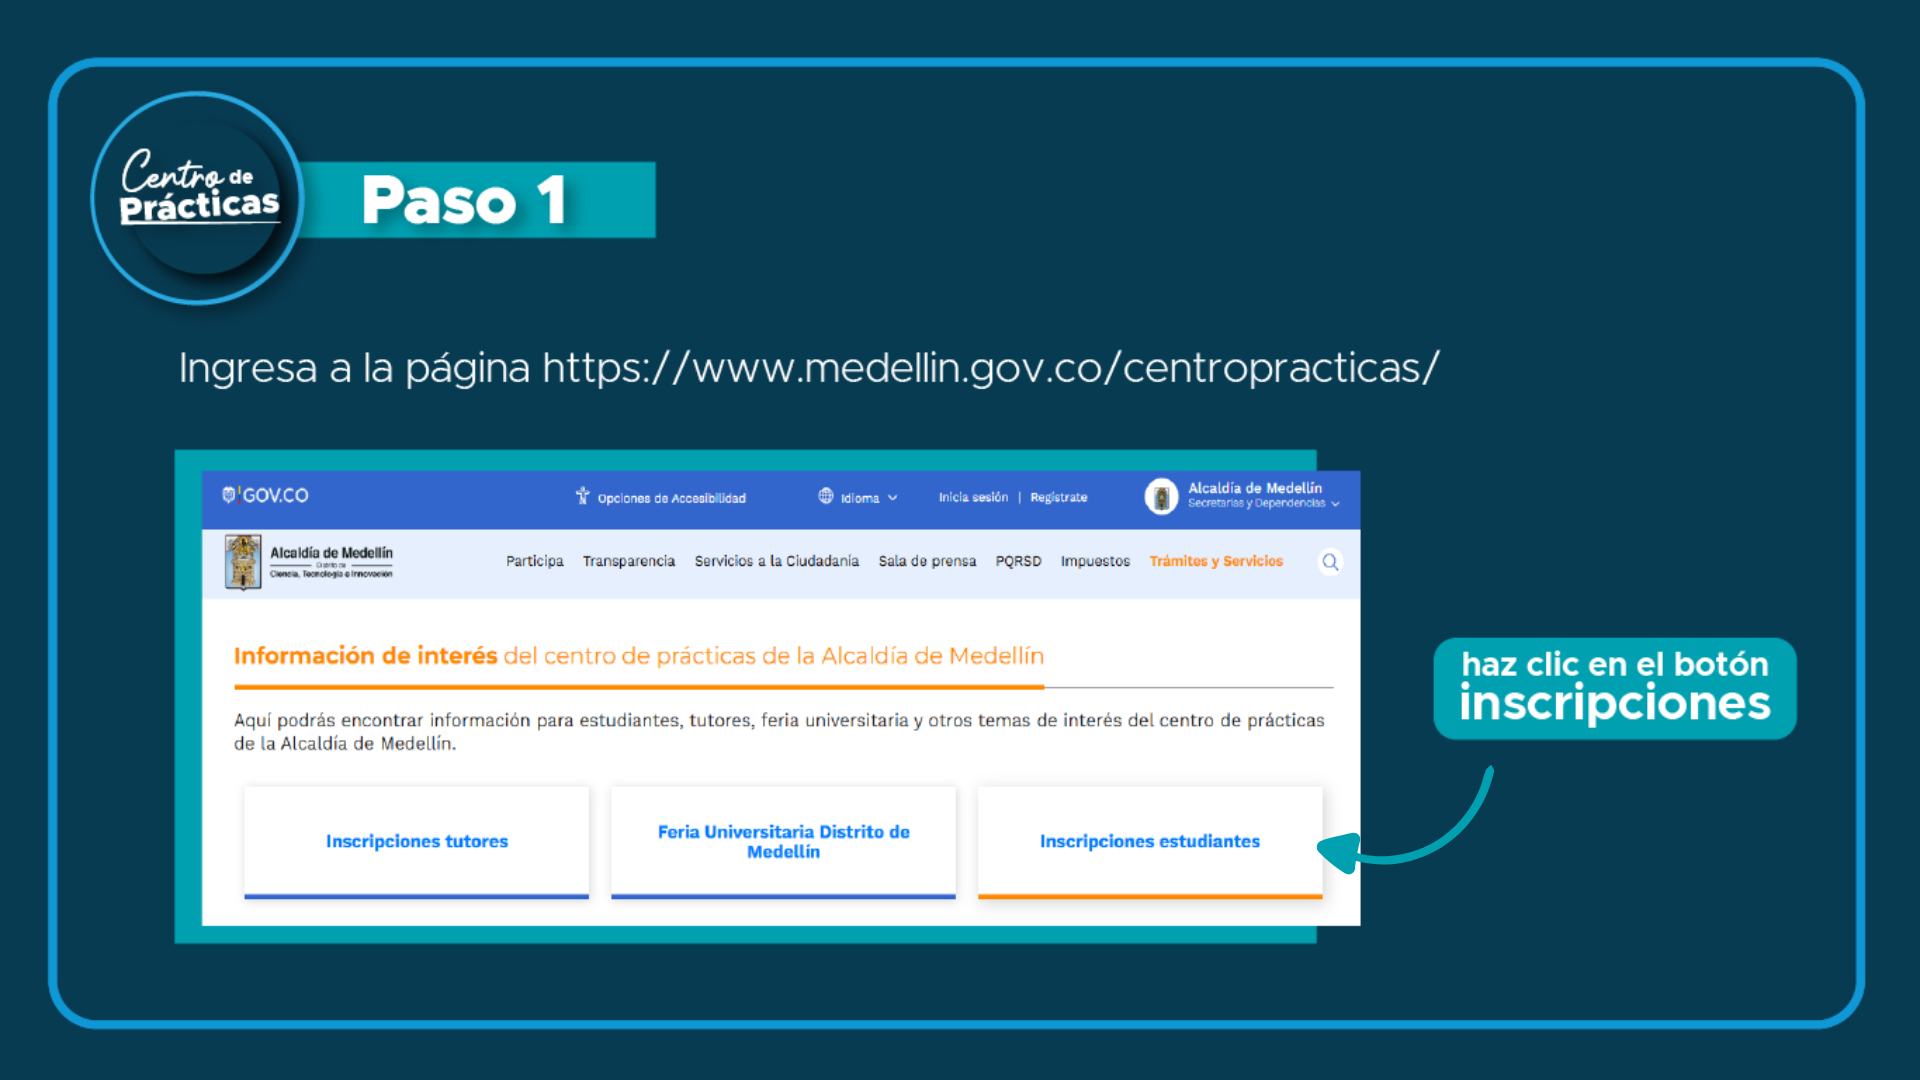 Centro de
Prácticas
Paso 1
Ingresa a la página https://www.medellin.gov.co/centropracticas/
GOV.CO
Opciones de Accesibilidad
Idioma
Inicia sesión | Regístrate
Alcaldía de Medellín
Secretarías y Dependencias
Alcaldía de Medellín
Distrito de
Ciencia, Tecnología e Innovación
Participa Transparencia Servicios a la Ciudadanía Sala de prensa PQRSD Impuestos Trámites y Servicios
Información de interés del centro de prácticas de la Alcaldía de Medellín
Aquí podrás encontrar información para estudiantes, tutores, feria universitaria y otros temas de interés del centro de prácticas
de la Alcaldía de Medellín.
Inscripciones tutores
Feria Universitaria Distrito de
Medellín
Inscripciones estudiantes
haz clic en el botón
inscripciones